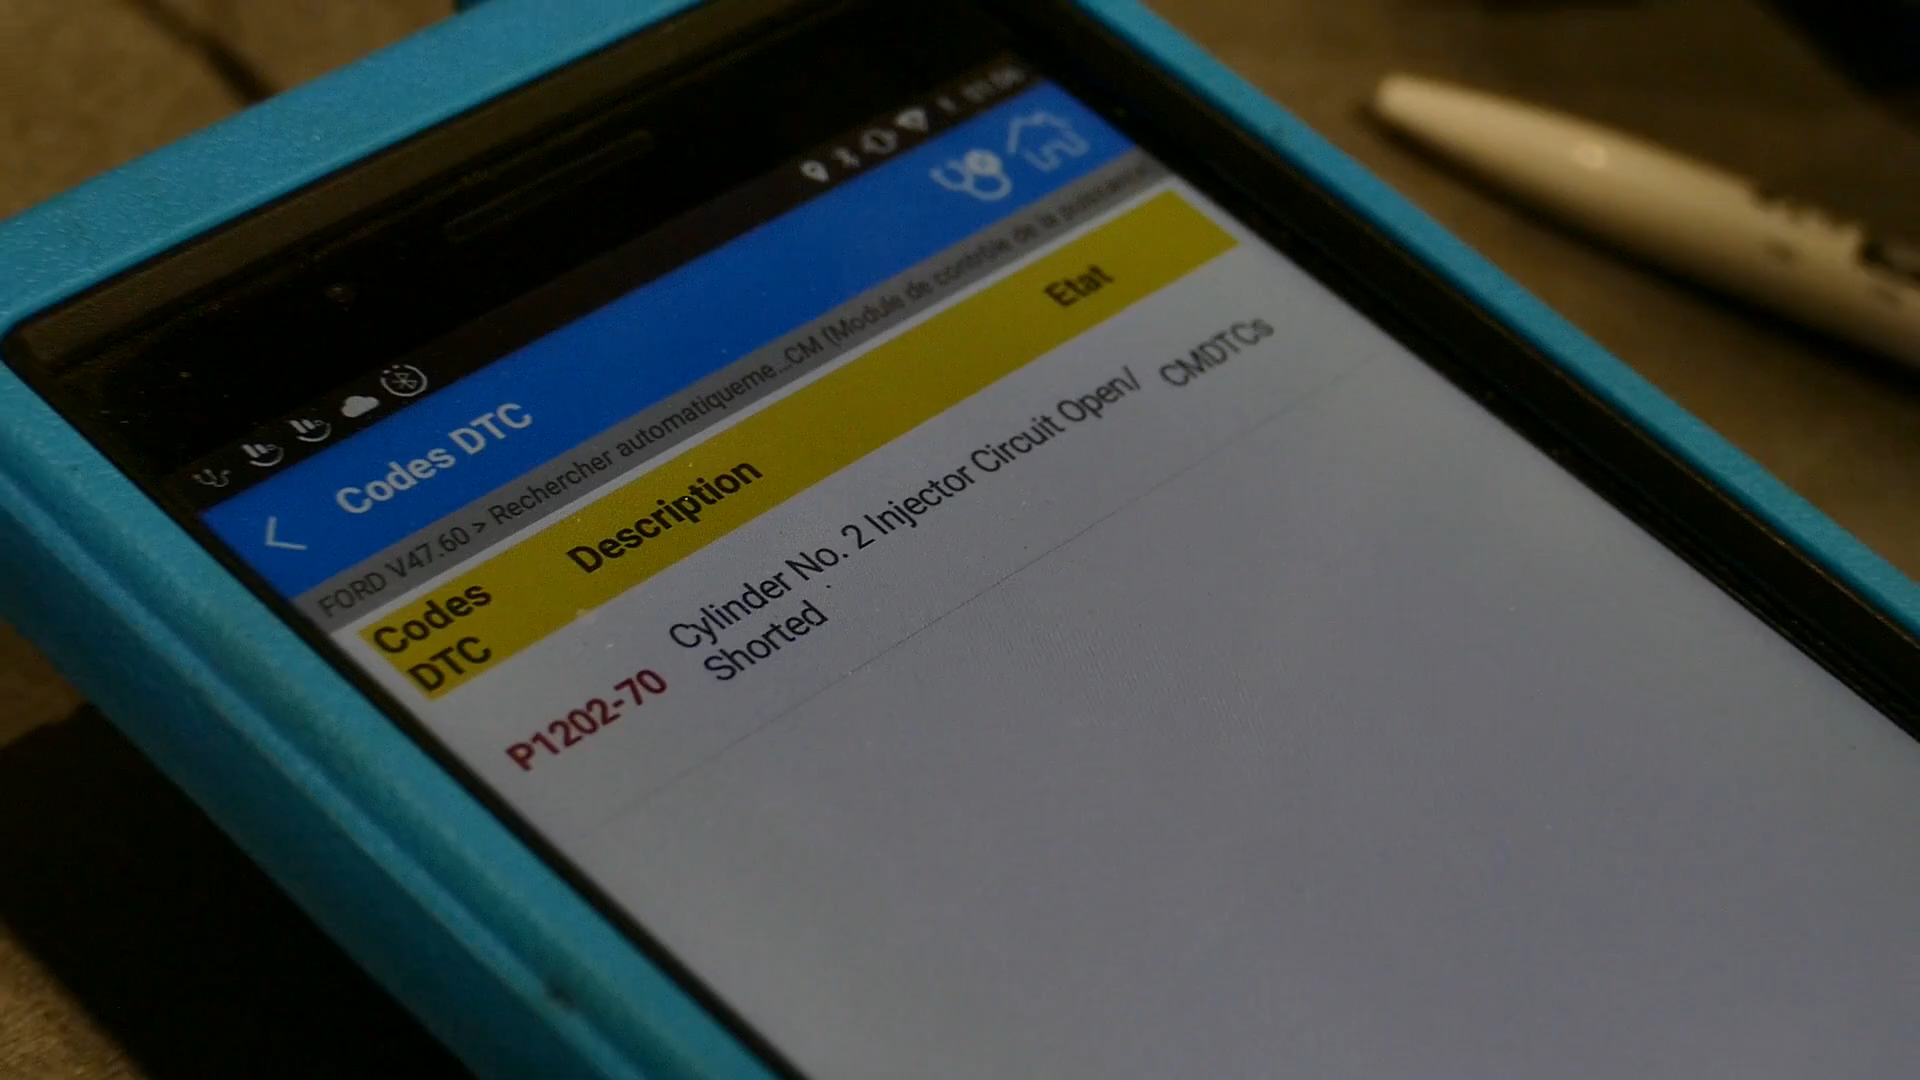 Codes DTC
FORD V47.60 > Rechercher automatiqueme...CM (Module de contrôle de la puissance
Codes DTC Description Etat
P1202-70 Cylinder No. 2 Injector Circuit Open/ CMDTCs
Shorted